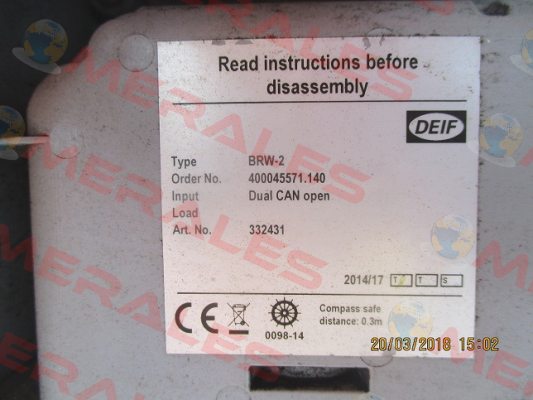 Read instructions before
disassembly
DEIF
Type BRW-2
Order No. 400045571.140
Input Dual CAN open
Load
Art. No. 332431
2014/17 T T S
CE 0098-14 Compass safe
distance: 0.3m
20/03/2018 15:02
MERALES
MERALES